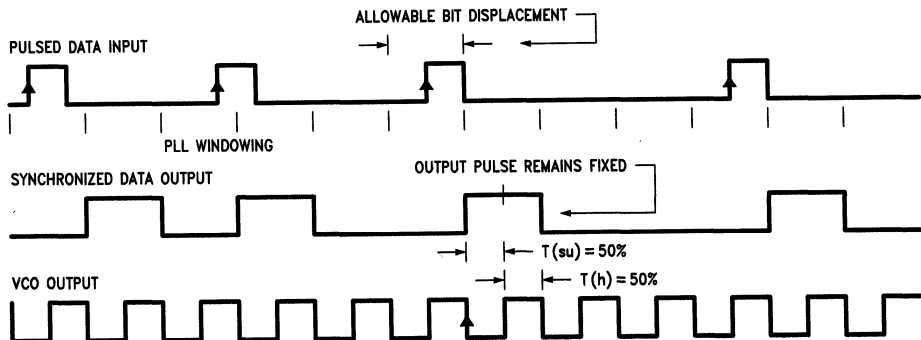 ALLOWABLE BIT DISPLACEMENT
PULSED DATA INPUT
PLL WINDOWING
SYNCHRONIZED DATA OUTPUT
OUTPUT PULSE REMAINS FIXED
T(su) = 50%
T(h) = 50%
VCO OUTPUT